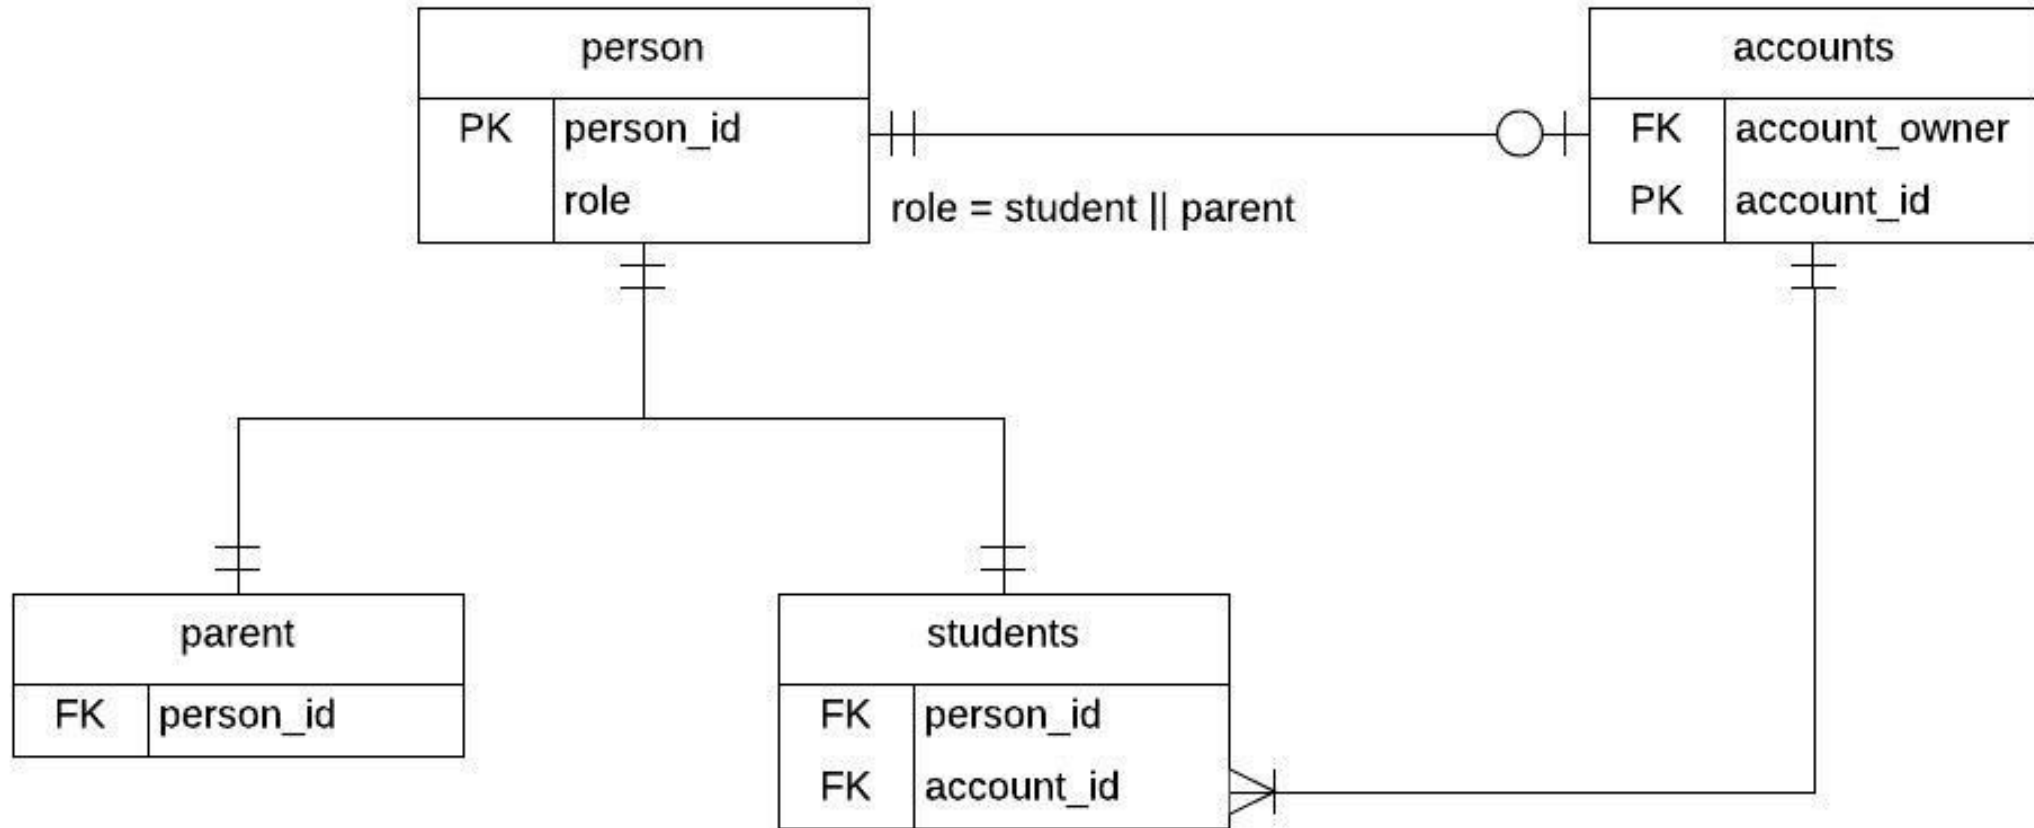 person
PK person_id
role
role = student || parent
accounts
FK account_owner
PK account_id
parent
FK person_id
students
FK person_id
FK account_id